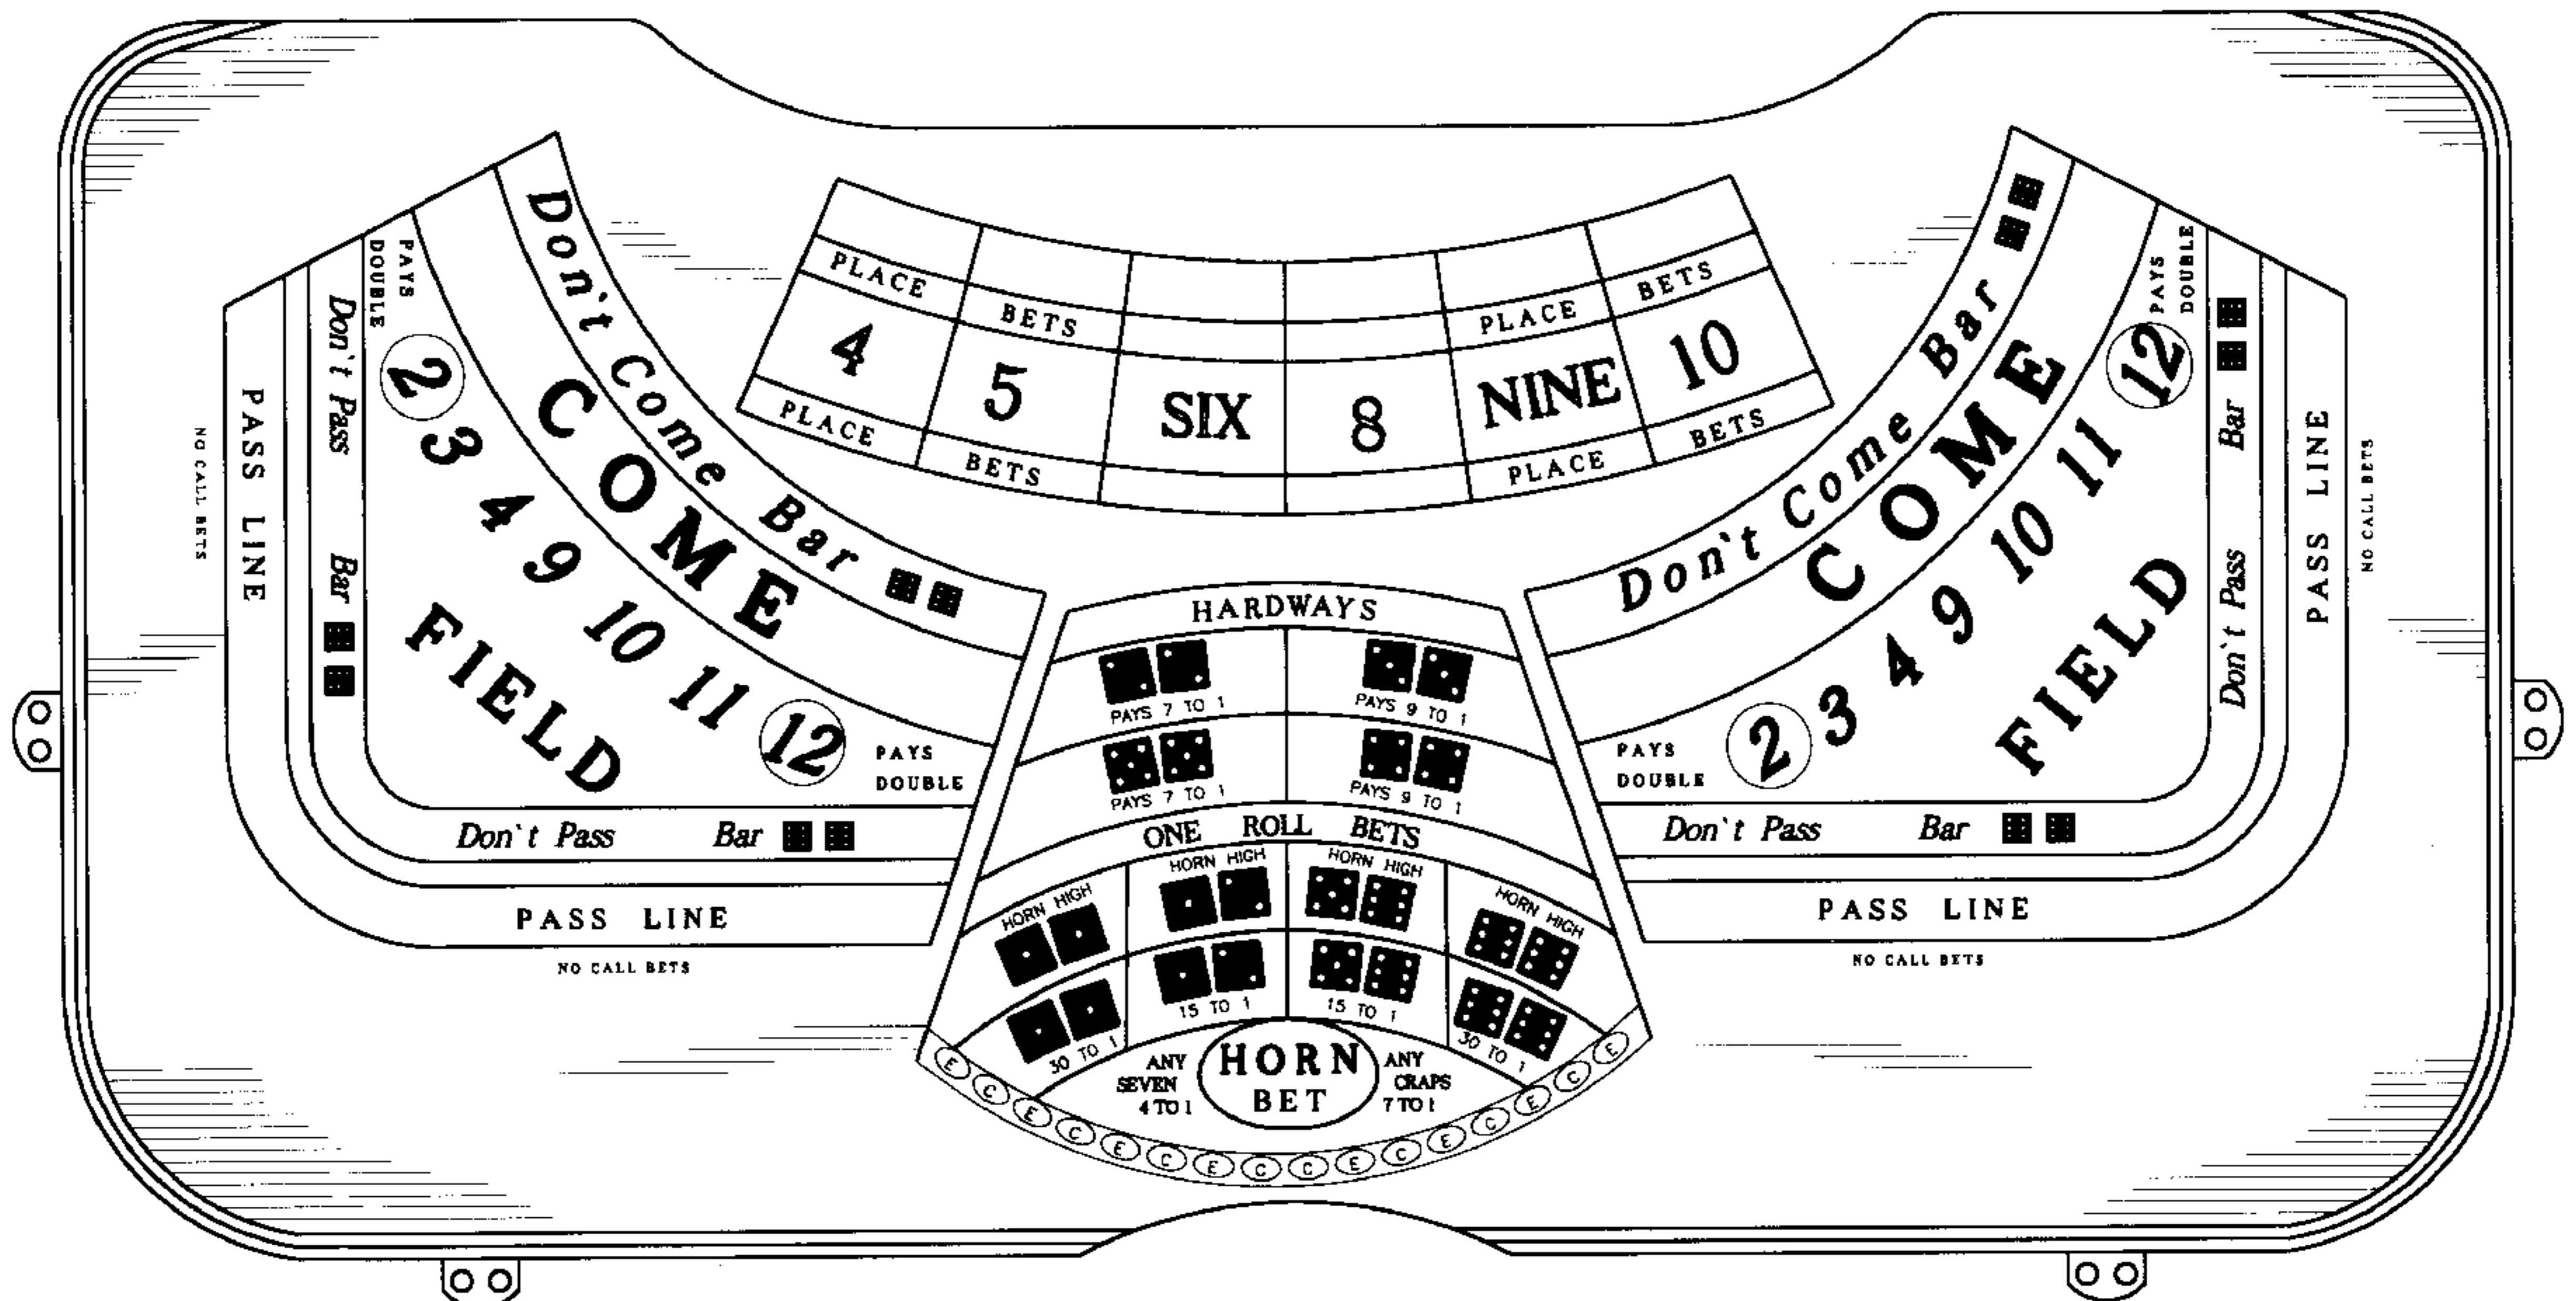 PLACE BETS PLACE BETS
4 5 SIX 8 NINE 10
PLACE BETS PLACE BETS
Don't Come Bar
COME
PAYS DOUBLE
2 3 4 9 10 11 12
PAYS DOUBLE
FIELD
Don't Pass Bar
Don't Pass Bar
PASS LINE
PASS LINE
NO CALL BETS
NO CALL BETS
HARDWAYS
PAYS 7 TO 1
PAYS 9 TO 1
PAYS 7 TO 1
PAYS 9 TO 1
ONE ROLL BETS
HORN HIGH
HORN HIGH
HORN HIGH
HORN HIGH
30 TO 1
15 TO 1
15 TO 1
30 TO 1
ANY SEVEN 4 TO 1
HORN
BET
ANY CRAPS 7 TO 1
E C E C E C E C C E C E C E C E
Don't Come Bar
COME
PAYS DOUBLE
2 3 4 9 10 11 12
PAYS DOUBLE
FIELD
Don't Pass Bar
Don't Pass Bar
PASS LINE
PASS LINE
NO CALL BETS
NO CALL BETS